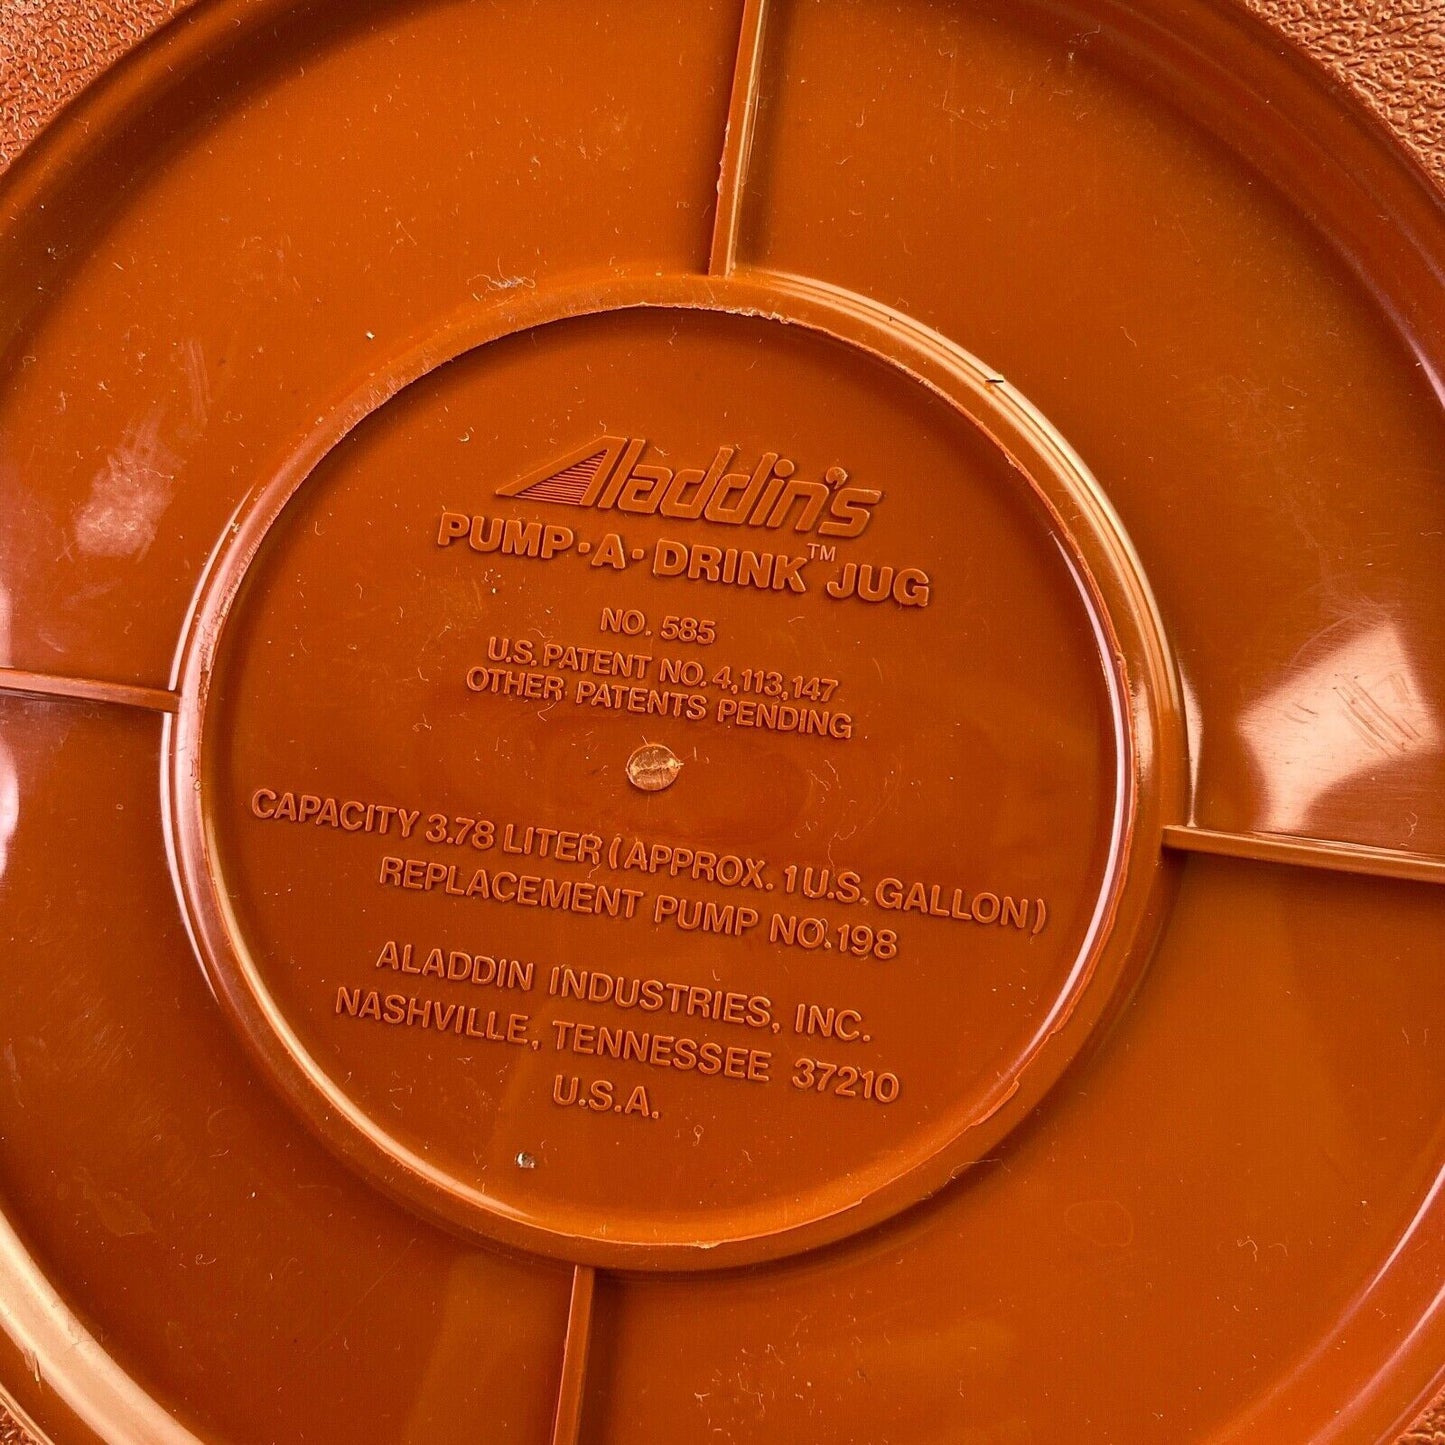 Aladdin's
PUMP·A·DRINK™ JUG
NO. 585
U.S. PATENT NO. 4,113,147
OTHER PATENTS PENDING
CAPACITY 3.78 LITER (APPROX. 1 U.S. GALLON)
REPLACEMENT PUMP NO. 198
ALADDIN INDUSTRIES, INC.
NASHVILLE, TENNESSEE 37210
U.S.A.